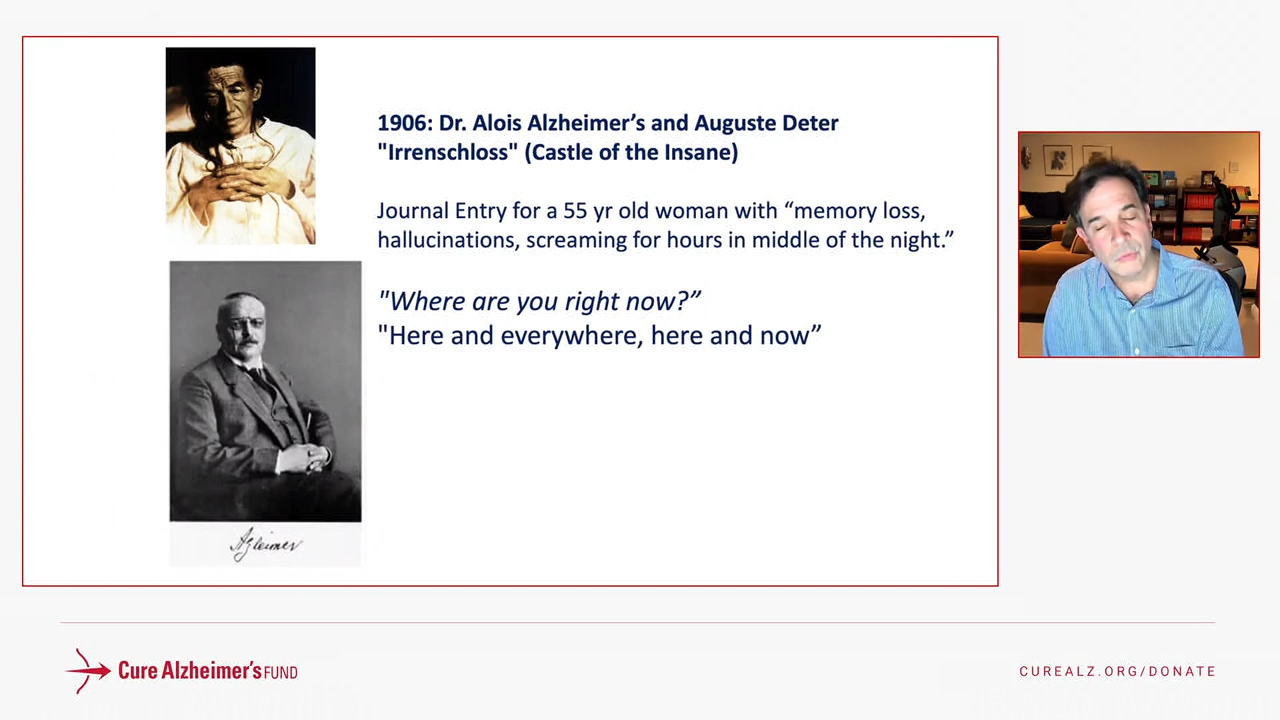 1906: Dr. Alois Alzheimer’s and Auguste Deter
"Irrenschloss" (Castle of the Insane)
Journal Entry for a 55 yr old woman with “memory loss,
hallucinations, screaming for hours in middle of the night.”
"Where are you right now?”
"Here and everywhere, here and now”
Alzheimer
Cure Alzheimer’s FUND
CUREALZ.ORG/DONATE